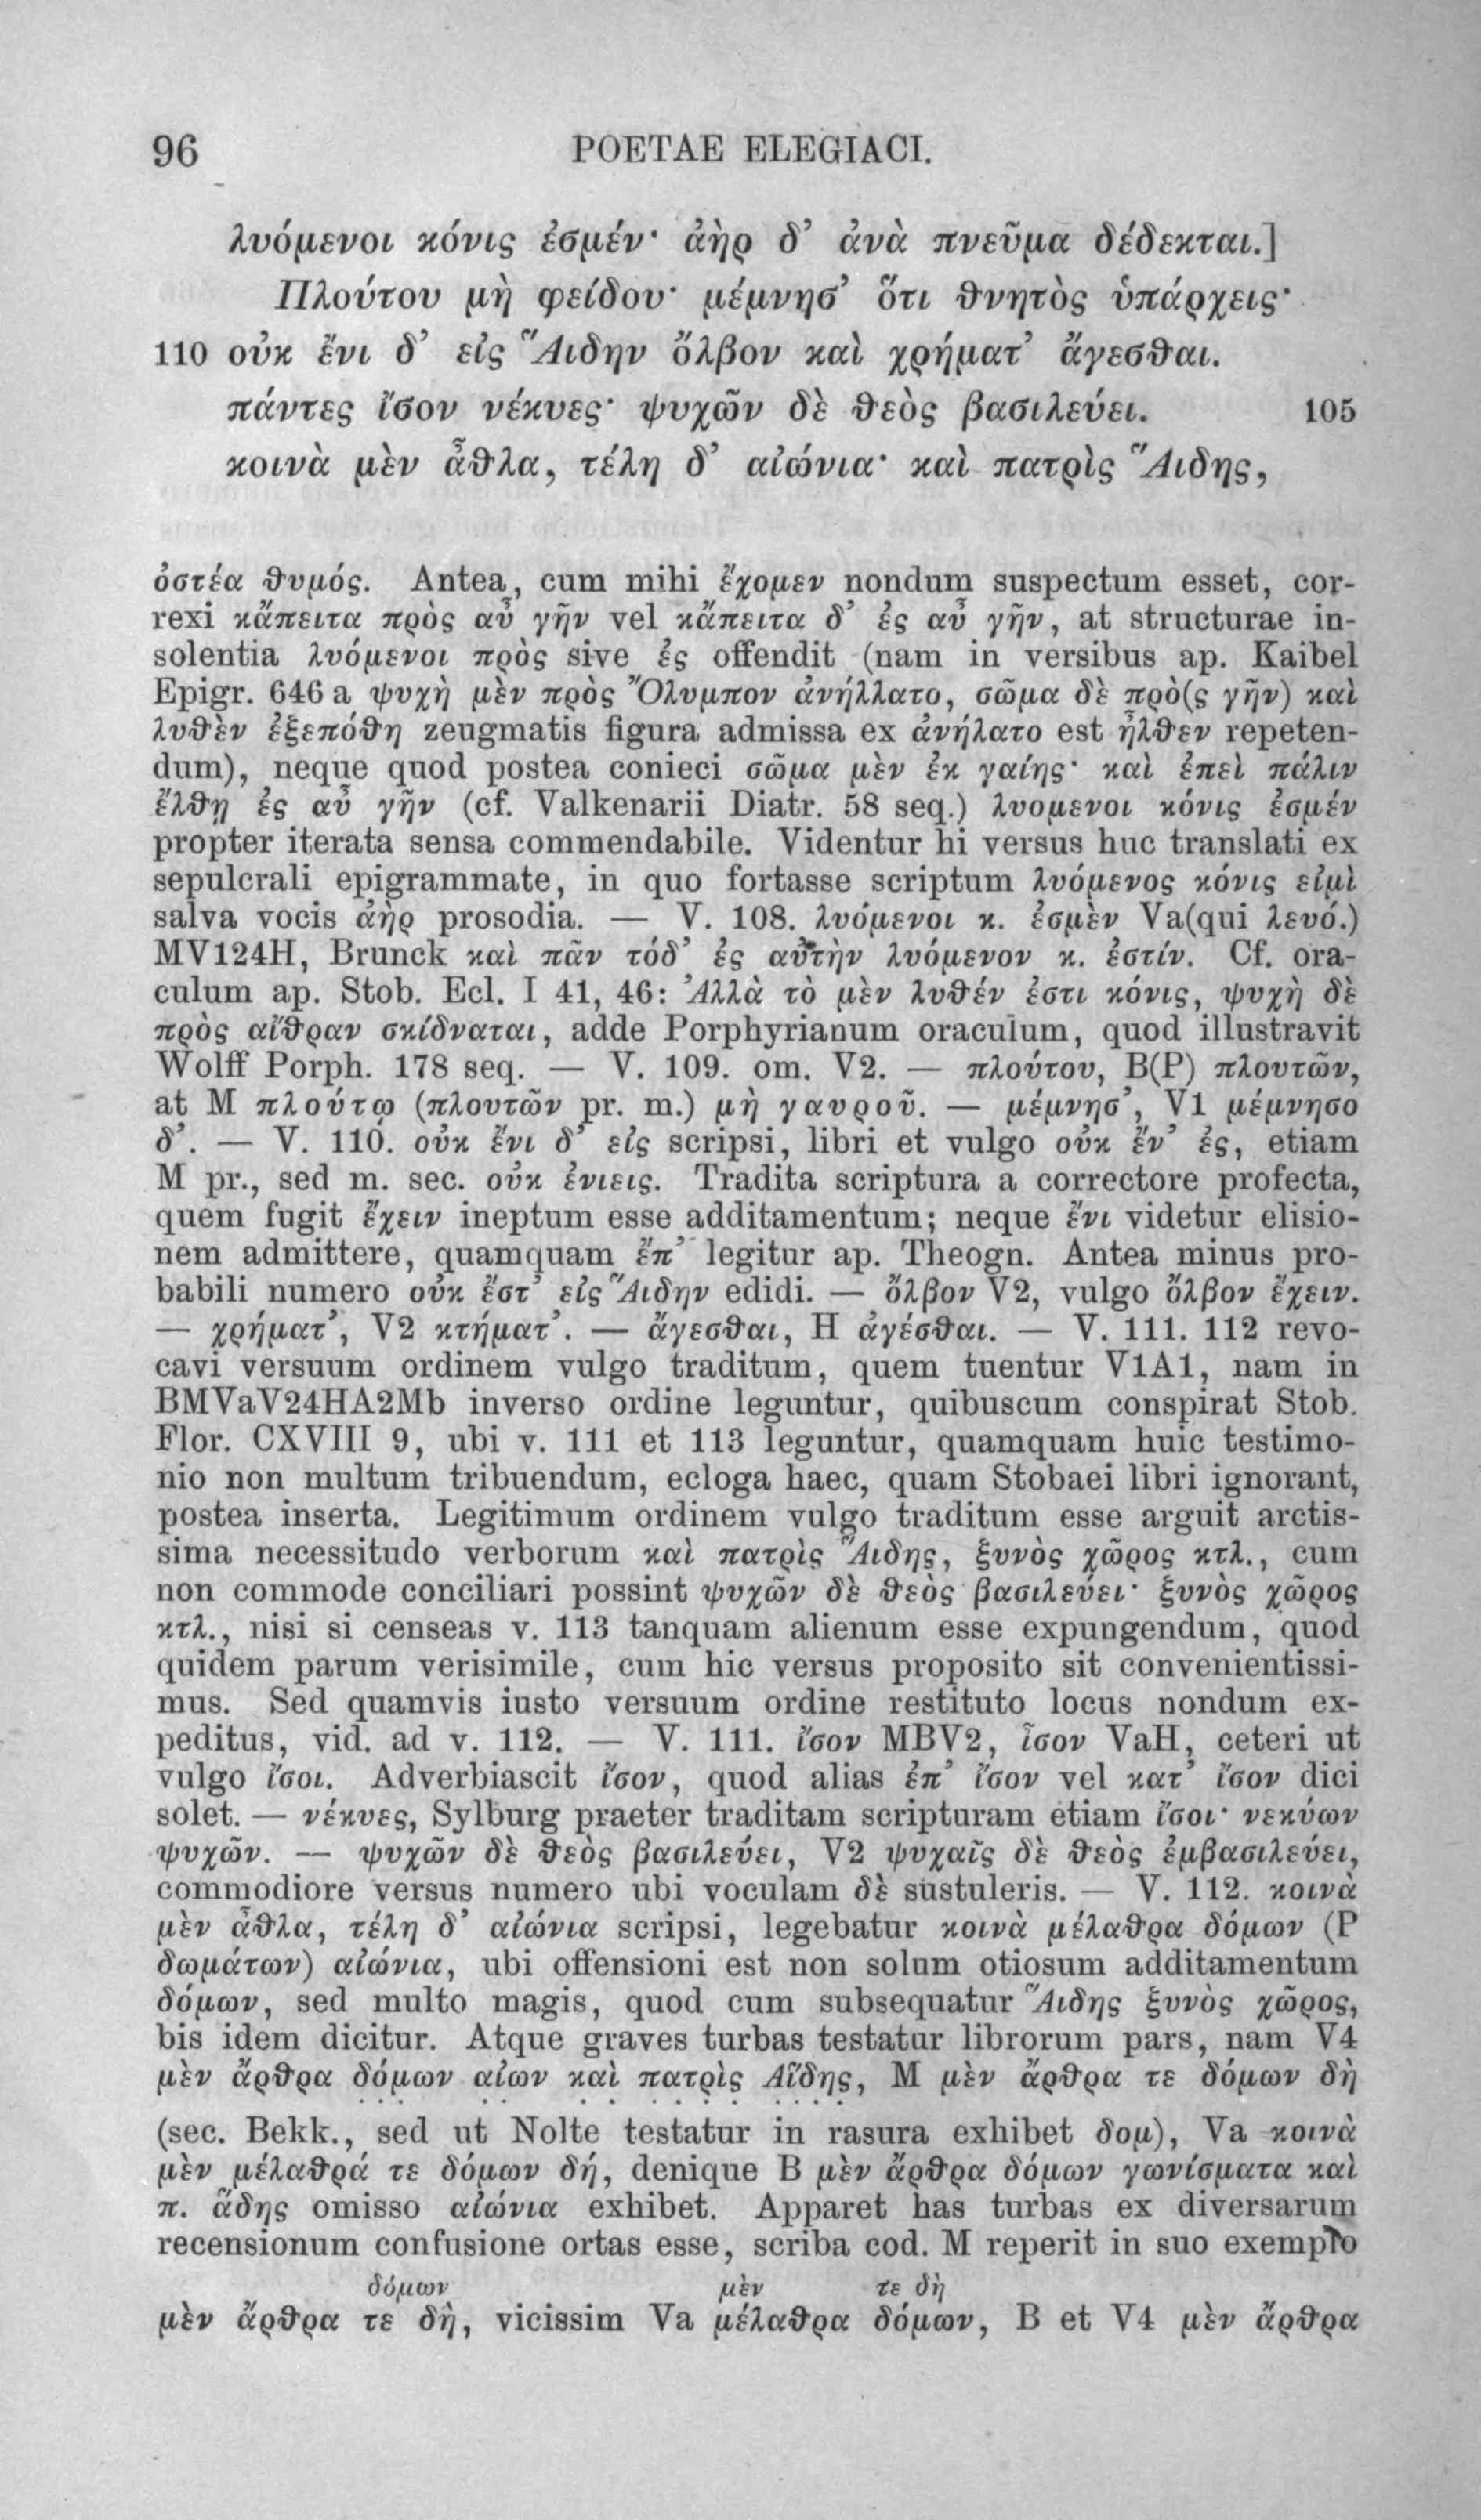 96 POETAE ELEGIACI.
λυόμενοι κόνις ἐσμέν· ἀὴρ δ’ ἀνὰ πνεῦμα δέδεκται.]
Πλούτου μὴ φείδου· μέμνησ’ ὅτι θνητὸς ὑπάρχεις·
110 οὐκ ἔνι δ’ εἰς Ἅιδην ὄλβον καὶ χρήματ’ ἄγεσθαι.
πάντες ἴσον νέκυες· ψυχῶν δὲ θεὸς βασιλεύει. 105
κοινὰ μὲν ἆθλα, τέλη δ’ αἰώνια· καὶ πατρὶς Ἅιδης,
ὀστέα θυμός. Antea, cum mihi ἔχομεν nondum suspectum esset, cor-
rexi κἄπειτα πρὸς αὖ γῆν vel κἄπειτα δ’ ἐς αὖ γῆν, at structurae in-
solentia λυόμενοι πρὸς sive ἐς offendit (nam in versibus ap. Kaibel
Epigr. 646 a ψυχὴ μὲν πρὸς Ὄλυμπον ἀνήλλατο, σῶμα δὲ πρὸ(ς γῆν) καὶ
λυθὲν ἐξεπόθη zeugmatis figura admissa ex ἀνήλατο est ἦλθεν repeten-
dum), neque quod postea conieci σῶμα μὲν ἐκ γαίης· καὶ ἐπεὶ πάλιν
ἔλθῃ ἐς αὖ γῆν (cf. Valkenarii Diatr. 58 seq.) λυομενοι κόνις ἐσμέν
propter iterata sensa commendabile. Videntur hi versus huc translati ex
sepulcrali epigrammate, in quo fortasse scriptum λυόμενος κόνις εἰμὶ
salva vocis ἀὴρ prosodia. — V. 108. λυόμενοι κ. ἐσμὲν Va(qui λευό.)
MV124H, Brunck καὶ πᾶν τόδ’ ἐς αὐτὴν λυόμενον κ. ἐστίν. Cf. ora-
culum ap. Stob. Ecl. I 41, 46: Ἀλλὰ τὸ μὲν λυθέν ἐστι κόνις, ψυχὴ δὲ
πρὸς αἴθραν σκίδναται, adde Porphyrianum oraculum, quod illustravit
Wolff Porph. 178 seq. — V. 109. om. V2. — πλούτου, B(P) πλουτῶν,
at M πλούτῳ (πλουτῶν pr. m.) μὴ γαυροῦ. — μέμνησ’, V1 μέμνησο
δ’. — V. 110. οὐκ ἔνι δ’ εἰς scripsi, libri et vulgo οὐκ ἔν’ ἐς, etiam
M pr., sed m. sec. οὐκ ἐνιεις. Tradita scriptura a correctore profecta,
quem fugit ἔχειν ineptum esse additamentum; neque ἔνι videtur elisio-
nem admittere, quamquam ἔπ’ legitur ap. Theogn. Antea minus pro-
babili numero οὐκ ἔστ’ εἰς Ἅιδην edidi. — ὄλβον V2, vulgo ὄλβον ἔχειν.
— χρήματ’, V2 κτήματ’. — ἄγεσθαι, H ἀγέσθαι. — V. 111. 112 revo-
cavi versuum ordinem vulgo traditum, quem tuentur V1A1, nam in
BMVaV24HA2Mb inverso ordine leguntur, quibuscum conspirat Stob.
Flor. CXVIII 9, ubi v. 111 et 113 leguntur, quamquam huic testimo-
nio non multum tribuendum, ecloga haec, quam Stobaei libri ignorant,
postea inserta. Legitimum ordinem vulgo traditum esse arguit arctis-
sima necessitudo verborum καὶ πατρὶς Ἅιδης, ξυνὸς χῶρος κτλ., cum
non commode conciliari possint ψυχῶν δὲ θεὸς βασιλεύει· ξυνὸς χῶρος
κτλ., nisi si censeas v. 113 tanquam alienum esse expungendum, quod
quidem parum verisimile, cum hic versus proposito sit convenientissi-
mus. Sed quamvis iusto versuum ordine restituto locus nondum ex-
peditus, vid. ad v. 112. — V. 111. ἴσον MBV2, ἶσον VaH, ceteri ut
vulgo ἴσοι. Adverbiascit ἴσον, quod alias ἐπ’ ἴσον vel κατ’ ἴσον dici
solet. — νέκυες, Sylburg praeter traditam scripturam etiam ἴσοι· νεκύων
ψυχῶν. — ψυχῶν δὲ θεὸς βασιλεύει, V2 ψυχαῖς δὲ θεὸς ἐμβασιλεύει,
commodiore versus numero ubi voculam δὲ sustuleris. — V. 112. κοινὰ
μὲν ἆθλα, τέλη δ’ αἰώνια scripsi, legebatur κοινὰ μέλαθρα δόμων (P
δωμάτων) αἰώνια, ubi offensioni est non solum otiosum additamentum
δόμων, sed multo magis, quod cum subsequatur Ἅιδης ξυνὸς χῶρος,
bis idem dicitur. Atque graves turbas testatur librorum pars, nam V4
μὲν ἄρθρα δόμων αἰων καὶ πατρὶς Αΐδης, M μὲν ἄρθρα τε δόμων δὴ
(sec. Bekk., sed ut Nolte testatur in rasura exhibet δομ), Va κοινὰ
μὲν μέλαθρά τε δόμων δή, denique B μὲν ἄρθρα δόμων γωνίσματα καὶ
π. ἅδης omisso αἰώνια exhibet. Apparet has turbas ex diversarum
recensionum confusione ortas esse, scriba cod. M reperit in suo exemplo
δόμων μὲν τε δὴ
μὲν ἄρθρα τε δὴ, vicissim Va μέλαθρα δόμων, B et V4 μὲν ἄρθρα